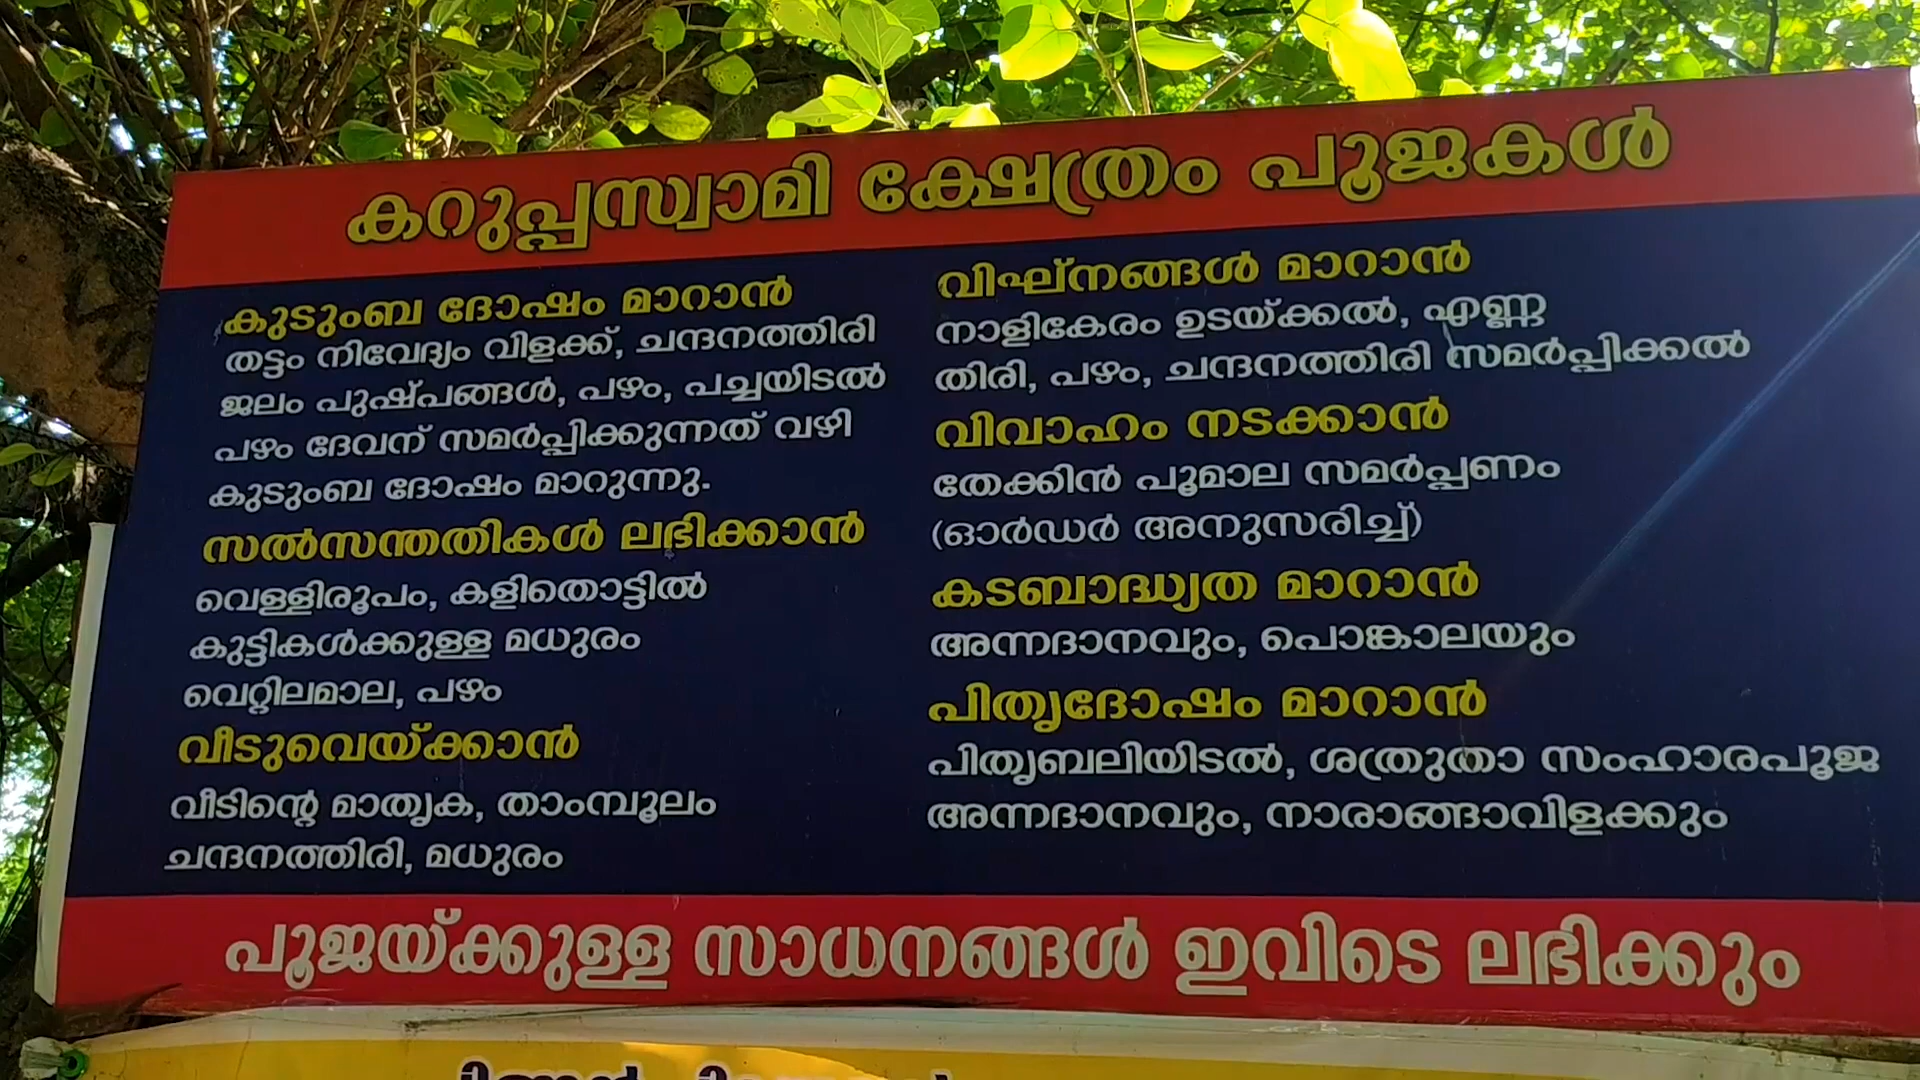 കറുപ്പസ്വാമി ക്ഷേത്രം പൂജകൾ
കുടുംബ ദോഷം മാറാൻ
തട്ടം നിവേദ്യം വിളക്ക്, ചന്ദനത്തിരി
ജലം പുഷ്പങ്ങൾ, പഴം, പച്ചയിടൽ
പഴം ദേവന് സമർപ്പിക്കുന്നത് വഴി
കുടുംബ ദോഷം മാറുന്നു.
സൽസന്തതികൾ ലഭിക്കാൻ
വെള്ളിരൂപം, കളിതൊട്ടിൽ
കുട്ടികൾക്കുള്ള മധുരം
വെറ്റിലമാല, പഴം
വീടുവെയ്ക്കാൻ
വീടിന്റെ മാതൃക, താംമ്പൂലം
ചന്ദനത്തിരി, മധുരം
വിഘ്നങ്ങൾ മാറാൻ
നാളികേരം ഉടയ്ക്കൽ, എണ്ണ
തിരി, പഴം, ചന്ദനത്തിരി സമർപ്പിക്കൽ
വിവാഹം നടക്കാൻ
തേക്കിൻ പൂമാല സമർപ്പണം
(ഓർഡർ അനുസരിച്ച്)
കടബാദ്ധ്യത മാറാൻ
അന്നദാനവും, പൊങ്കാലയും
പിതൃദോഷം മാറാൻ
പിതൃബലിയിടൽ, ശത്രുതാ സംഹാരപൂജ
അന്നദാനവും, നാരാങ്ങാവിളക്കും
പൂജയ്ക്കുള്ള സാധനങ്ങൾ ഇവിടെ ലഭിക്കും